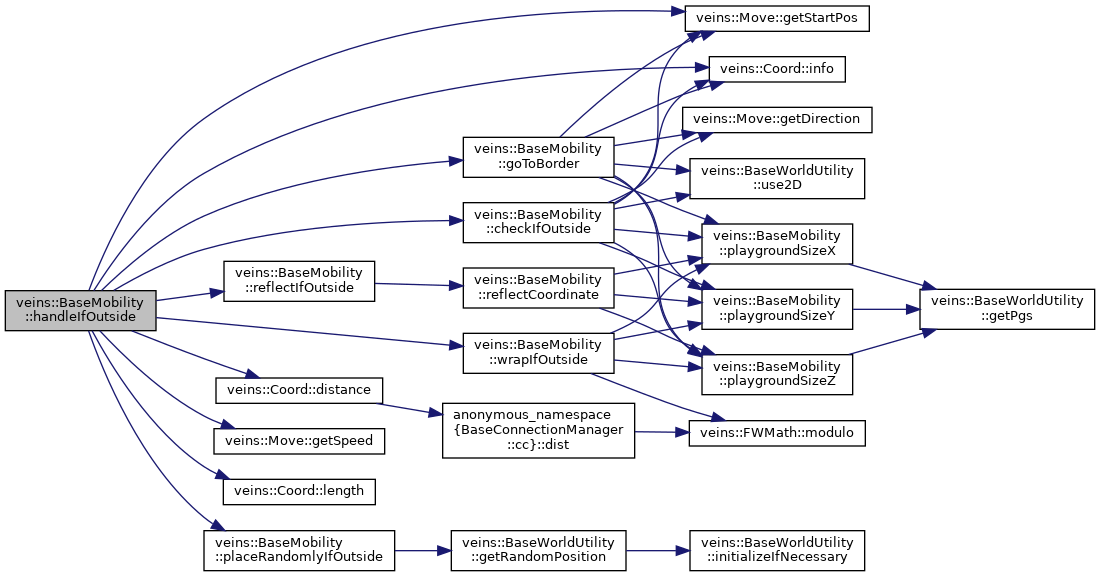 veins::BaseMobility
::handleIfOutside
veins::BaseMobility
::reflectIfOutside
veins::Coord::distance
veins::Move::getSpeed
veins::Coord::length
veins::BaseMobility
::placeRandomlyIfOutside
veins::BaseMobility
::goToBorder
veins::BaseMobility
::checkIfOutside
veins::BaseMobility
::reflectCoordinate
veins::BaseMobility
::wrapIfOutside
anonymous_namespace
{BaseConnectionManager
::cc}::dist
veins::BaseWorldUtility
::getRandomPosition
veins::Move::getStartPos
veins::Coord::info
veins::Move::getDirection
veins::BaseWorldUtility
::use2D
veins::BaseMobility
::playgroundSizeX
veins::BaseMobility
::playgroundSizeY
veins::BaseMobility
::playgroundSizeZ
veins::FWMath::modulo
veins::BaseWorldUtility
::initializeIfNecessary
veins::BaseWorldUtility
::getPgs